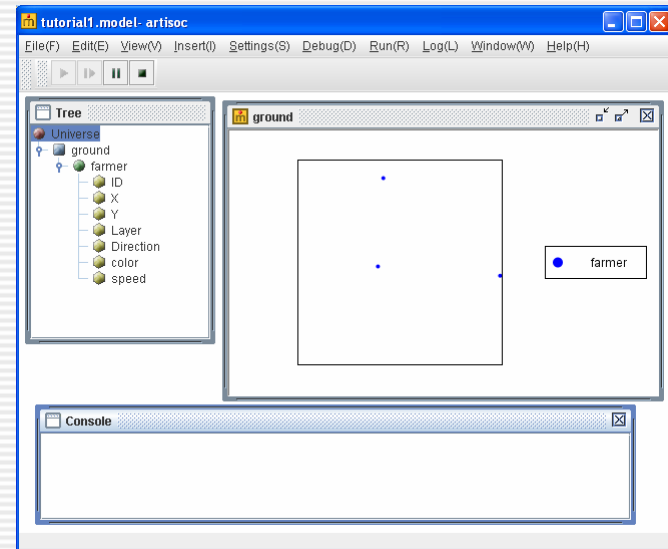 tutorial1.model- artisoc
File(F) Edit(E) View(V) Insert(I) Settings(S) Debug(D) Run(R) Log(L) Window(W) Help(H)
Tree
Universe
ground
farmer
ID
X
Y
Layer
Direction
color
speed
ground
farmer
Console